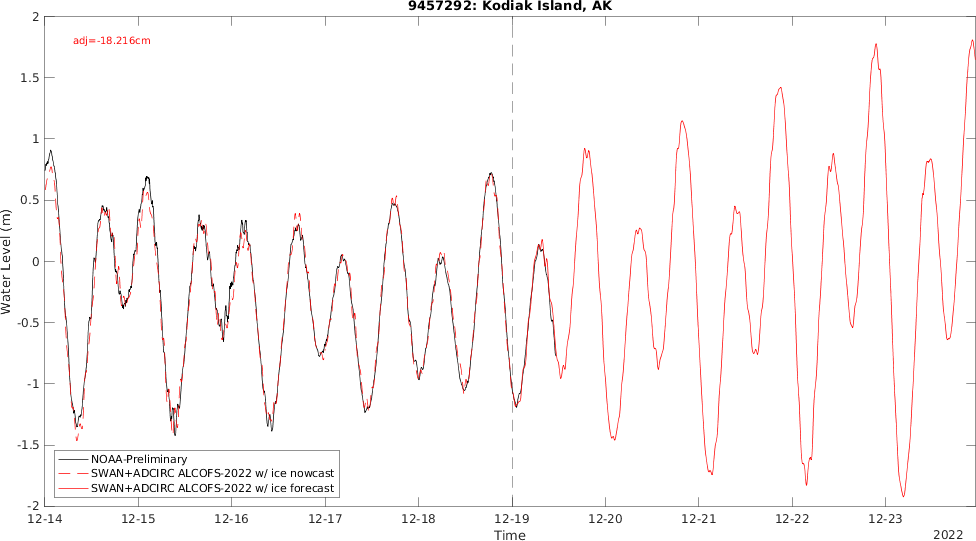 9457292: Kodiak Island, AK
adj=-18.216cm
2
1.5
1
0.5
0
-0.5
-1
-1.5
-2
Water Level (m)
NOAA-Preliminary
SWAN+ADCIRC ALCOFS-2022 w/ ice nowcast
SWAN+ADCIRC ALCOFS-2022 w/ ice forecast
12-14 12-15 12-16 12-17 12-18 12-19 12-20 12-21 12-22 12-23
Time
2022